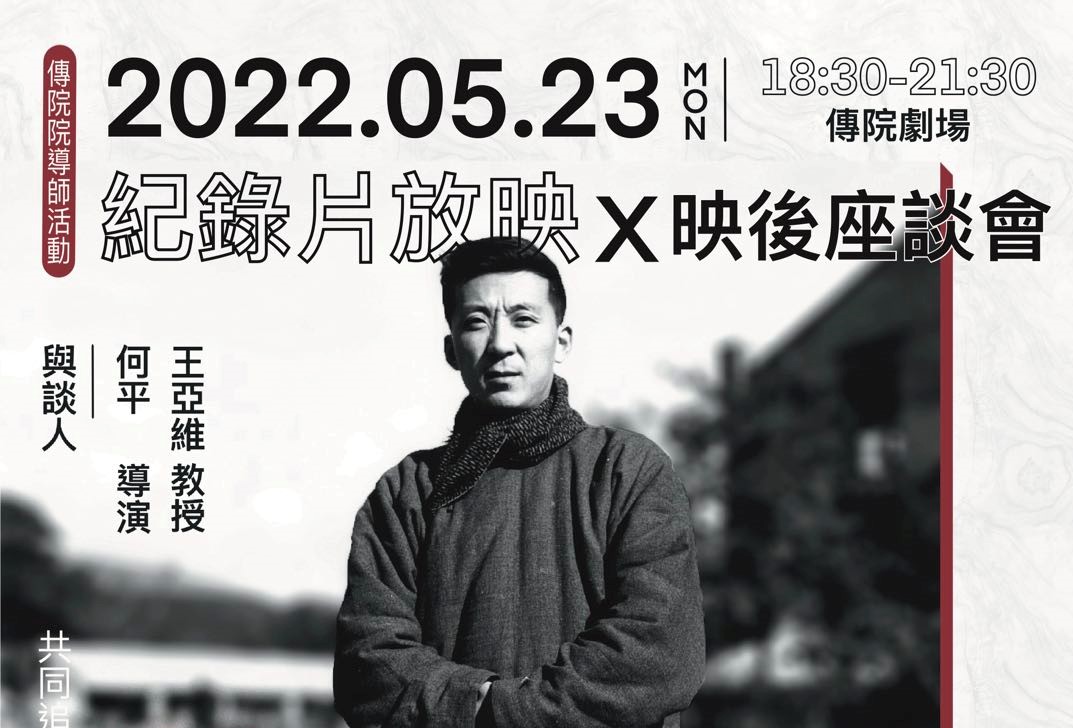 傳院院導師活動
2022.05.23
MON
18:30-21:30
傳院劇場
紀錄片放映X映後座談會
與談人
何平 導演
王亞維 教授
共同追